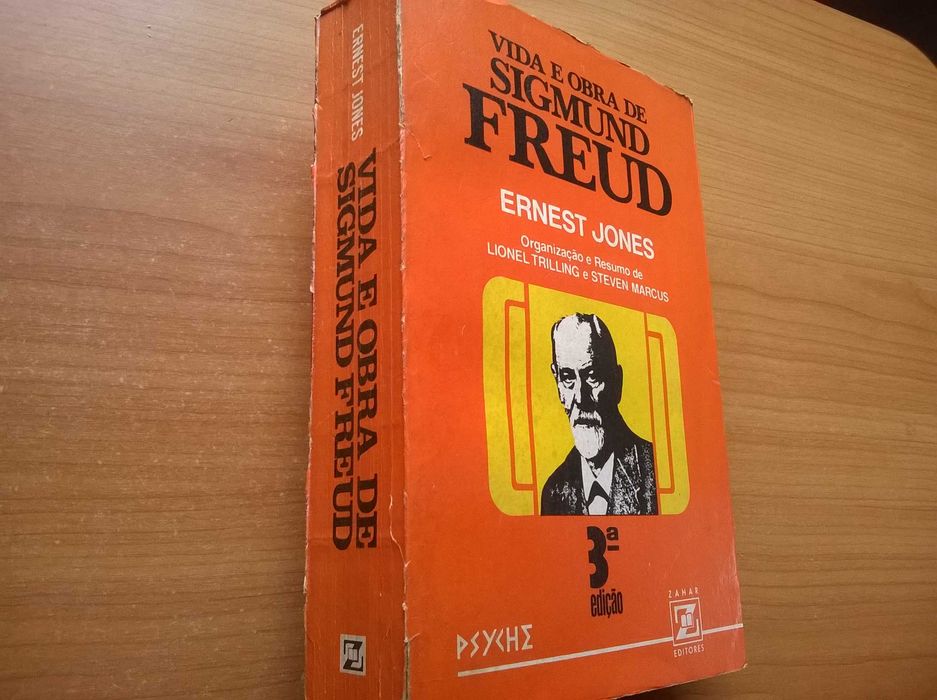 ERNEST JONES
VIDA E OBRA DE
SIGMUND FREUD
VIDA E OBRA DE
SIGMUND
FREUD
ERNEST JONES
Organização e Resumo de
LIONEL TRILLING e STEVEN MARCUS
3ª
edição
PSYCHE
ZAHAR
EDITORES